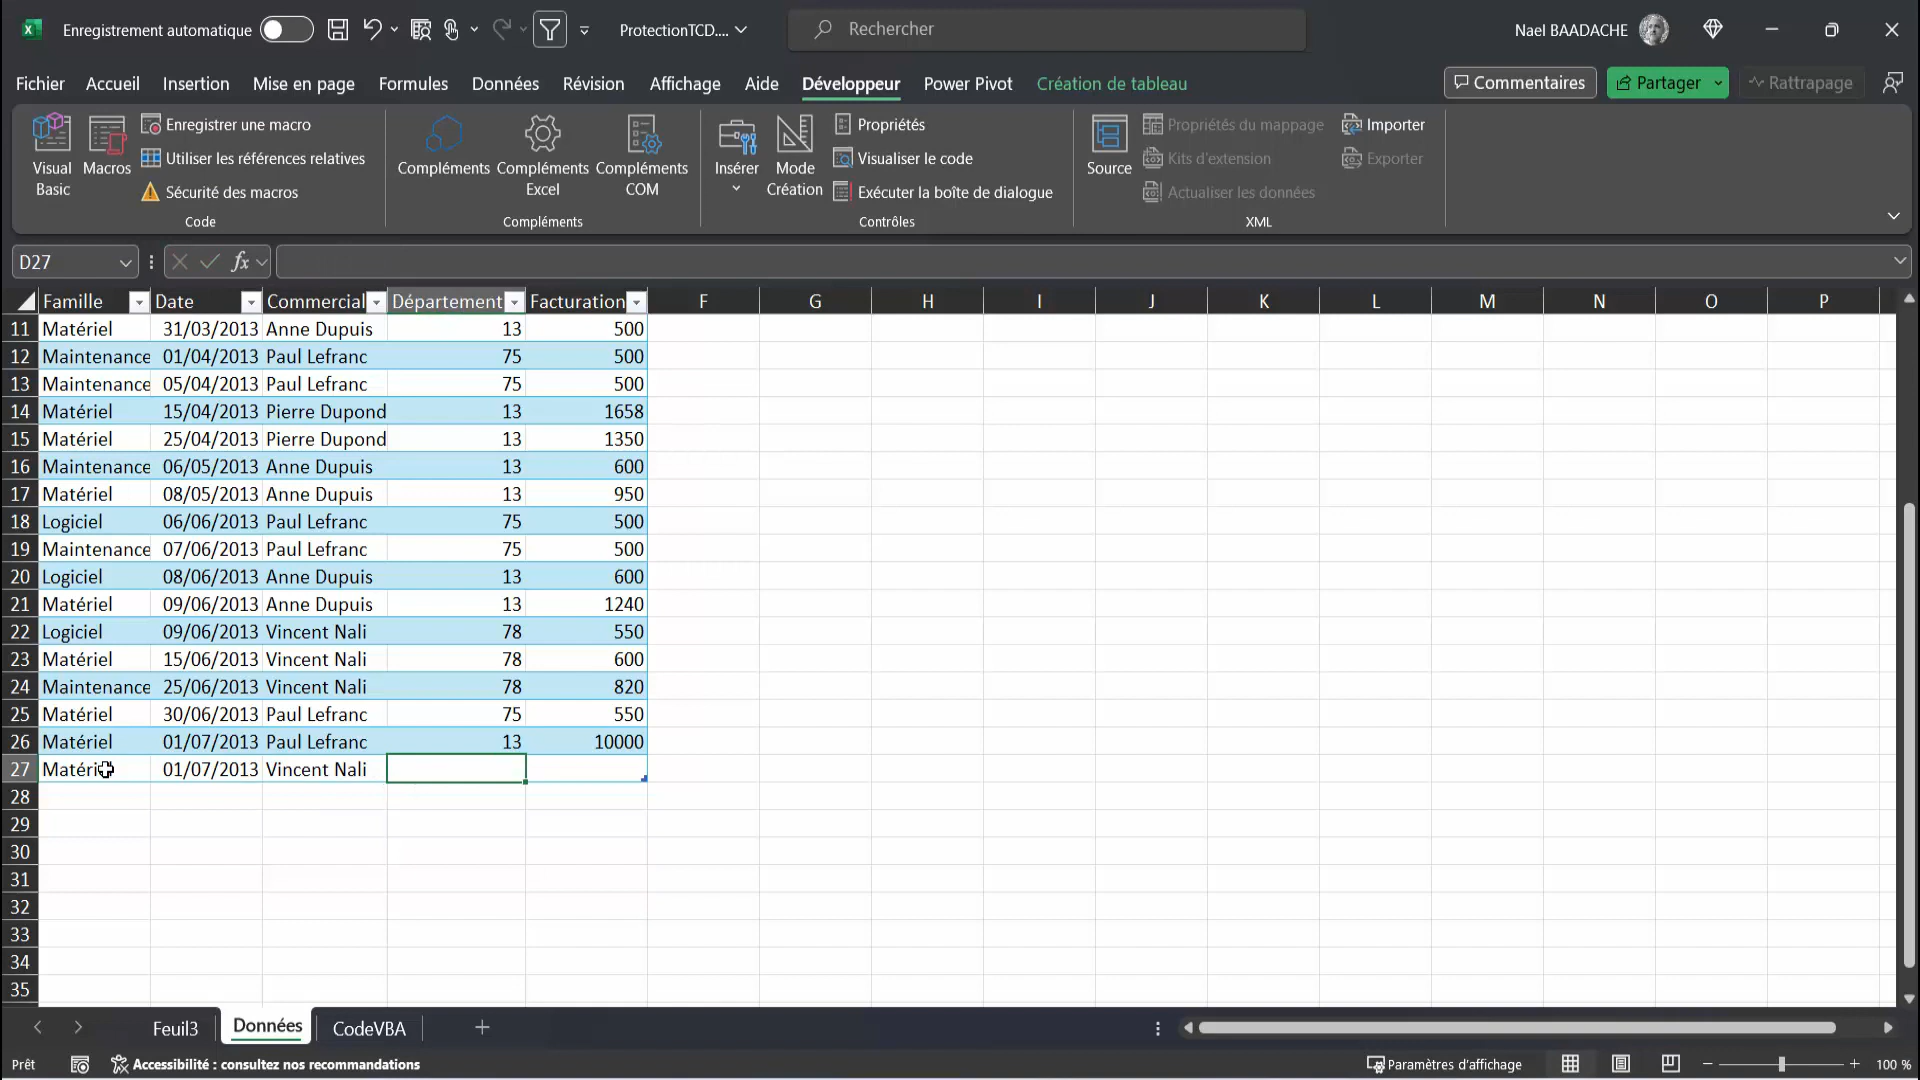 Enregistrement automatique ProtectionTCD.... Rechercher Nael BAADACHE
Fichier Accueil Insertion Mise en page Formules Données Révision Affichage Aide Développeur Power Pivot Création de tableau Commentaires Partager Rattrapage
Visual Basic
Macros
Enregistrer une macro
Utiliser les références relatives
Sécurité des macros
Code
Compléments
Compléments Excel
Compléments COM
Compléments
Insérer
Mode Création
Propriétés
Visualiser le code
Exécuter la boîte de dialogue
Contrôles
Source
Propriétés du mappage
Kits d'extension
Actualiser les données
Importer
Exporter
XML
D27 fx
Famille Date Commercial Département Facturation F G H I J K L M N O P
11 Matériel 31/03/2013 Anne Dupuis 13 500
12 Maintenance 01/04/2013 Paul Lefranc 75 500
13 Maintenance 05/04/2013 Paul Lefranc 75 500
14 Matériel 15/04/2013 Pierre Dupond 13 1658
15 Matériel 25/04/2013 Pierre Dupond 13 1350
16 Maintenance 06/05/2013 Anne Dupuis 13 600
17 Matériel 08/05/2013 Anne Dupuis 13 950
18 Logiciel 06/06/2013 Paul Lefranc 75 500
19 Maintenance 07/06/2013 Paul Lefranc 75 500
20 Logiciel 08/06/2013 Anne Dupuis 13 600
21 Matériel 09/06/2013 Anne Dupuis 13 1240
22 Logiciel 09/06/2013 Vincent Nali 78 550
23 Matériel 15/06/2013 Vincent Nali 78 600
24 Maintenance 25/06/2013 Vincent Nali 78 820
25 Matériel 30/06/2013 Paul Lefranc 75 550
26 Matériel 01/07/2013 Paul Lefranc 13 10000
27 Matériel 01/07/2013 Vincent Nali
28
29
30
31
32
33
34
35
Feuil3 Données CodeVBA
Prêt Accessibilité : consultez nos recommandations Paramètres d'affichage 100 %